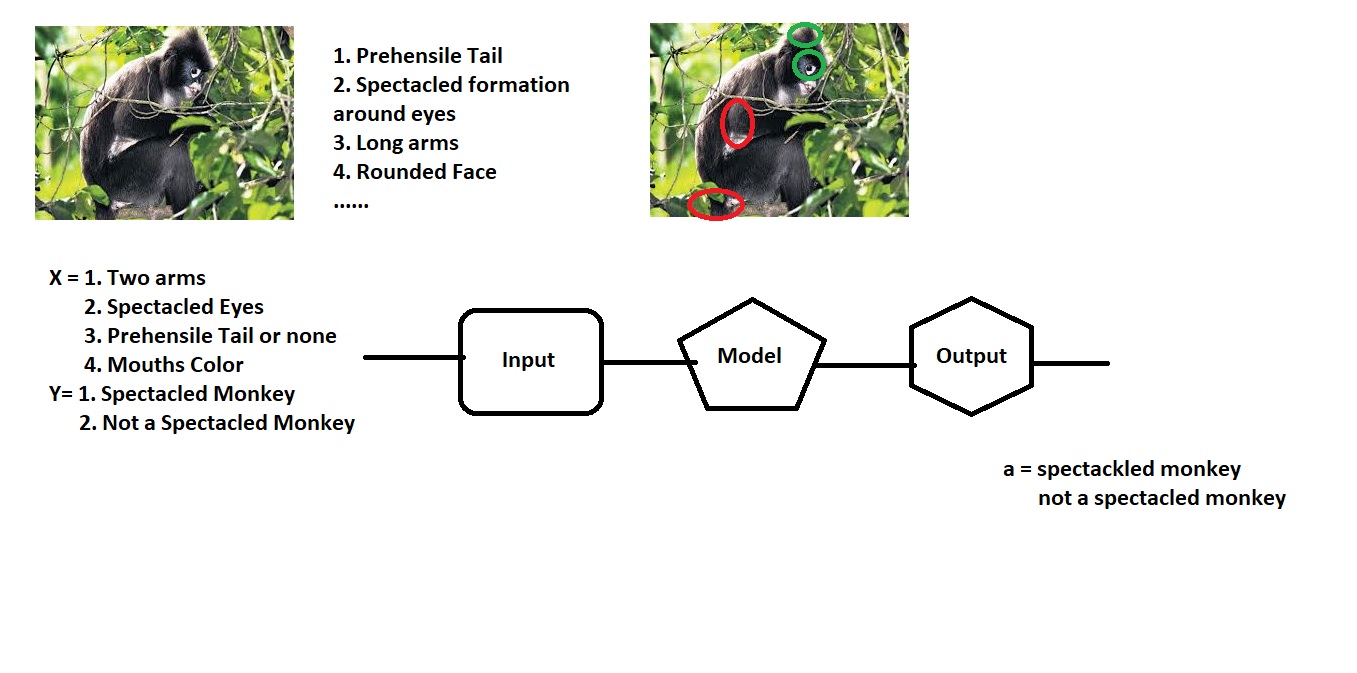 1. Prehensile Tail
2. Spectacled formation
around eyes
3. Long arms
4. Rounded Face
......
X = 1. Two arms
2. Spectacled Eyes
3. Prehensile Tail or none
4. Mouths Color
Y= 1. Spectacled Monkey
2. Not a Spectacled Monkey
Input
Model
Output
a = spectackled monkey
not a spectacled monkey